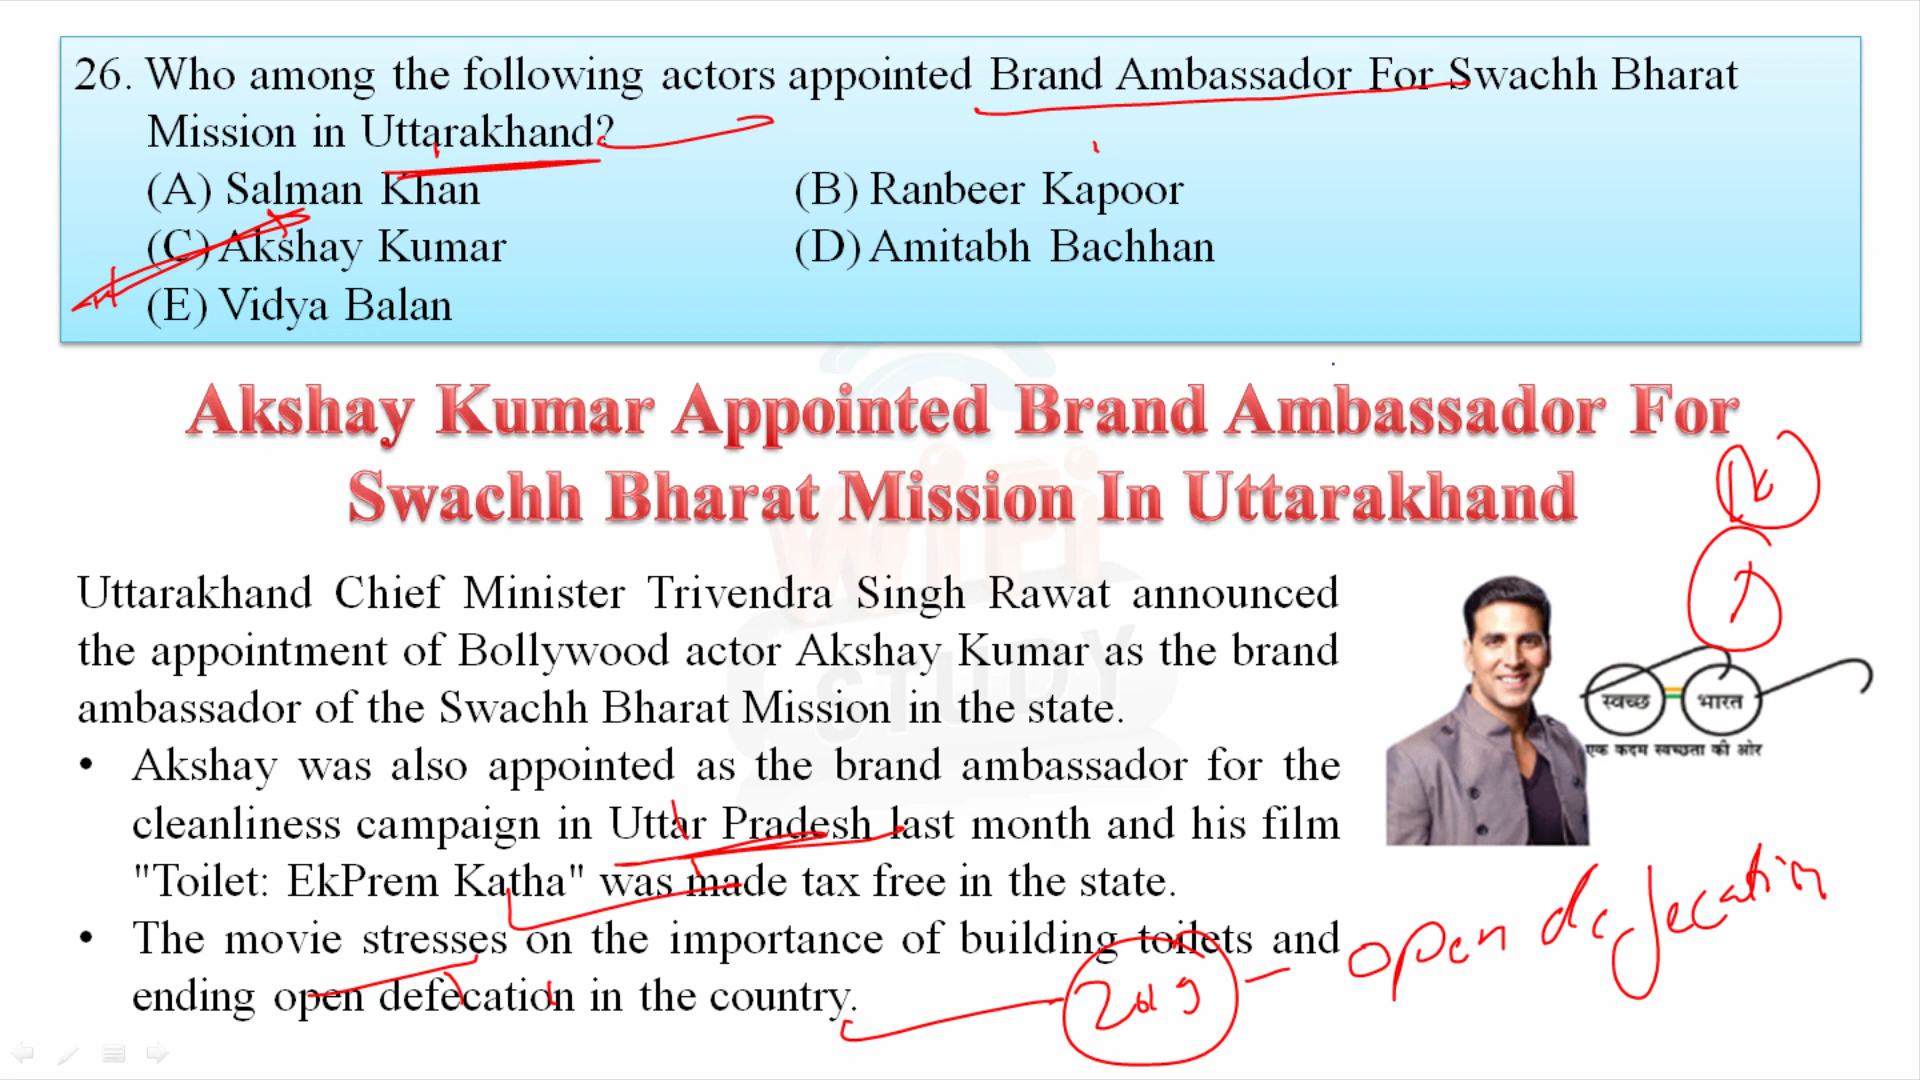 26. Who among the following actors appointed Brand Ambassador For Swachh Bharat
Mission in Uttarakhand?
(A) Salman Khan
(B) Ranbeer Kapoor
(C) Akshay Kumar
(D) Amitabh Bachhan
(E) Vidya Balan
Akshay Kumar Appointed Brand Ambassador For
Swachh Bharat Mission In Uttarakhand
Uttarakhand Chief Minister Trivendra Singh Rawat announced
the appointment of Bollywood actor Akshay Kumar as the brand
ambassador of the Swachh Bharat Mission in the state.
• Akshay was also appointed as the brand ambassador for the
cleanliness campaign in Uttar Pradesh last month and his film
"Toilet: EkPrem Katha" was made tax free in the state.
• The movie stresses on the importance of building toilets and
ending open defecation in the country.
स्वच्छ भारत
एक कदम स्वच्छता की ओर
2019 - open defecation
WiFi
STUDY